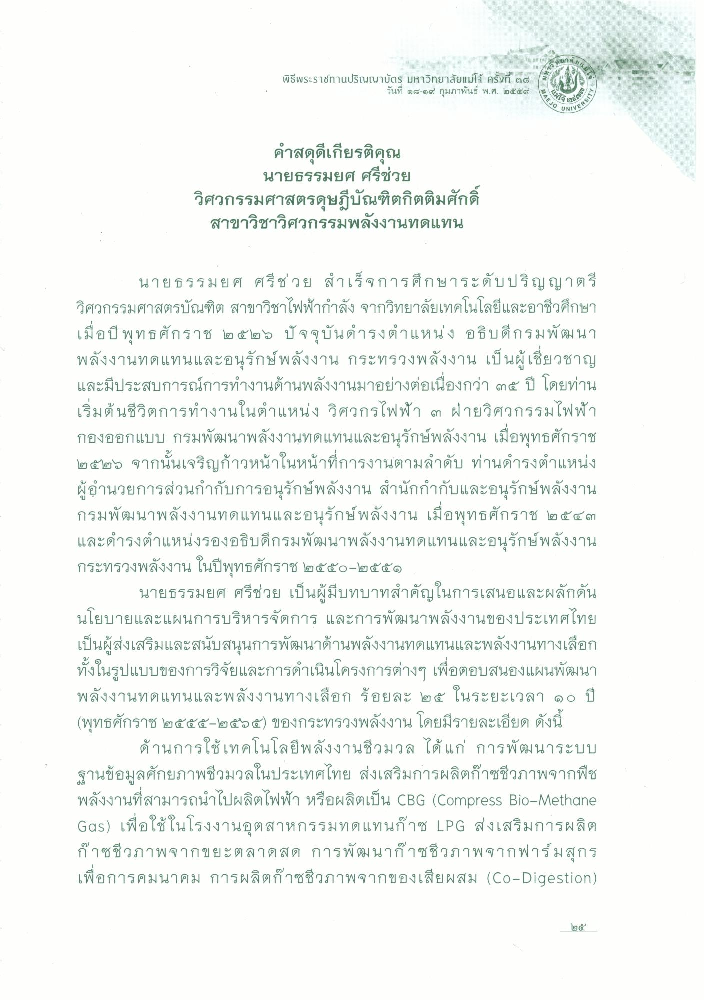 พิธีพระราชทานปริญญาบัตร มหาวิทยาลัยแม่โจ้ ครั้งที่ ๓๘
วันที่ ๑๘-๑๙ กุมภาพันธ์ พ.ศ. ๒๕๕๙
มหาวิทยาลัยแม่โจ้
แม่โจ้ ๒๔๗๗
MAEJO UNIVERSITY
คำสดุดีเกียรติคุณ
นายธรรมยศ ศรีช่วย
วิศวกรรมศาสตรดุษฎีบัณฑิตกิตติมศักดิ์
สาขาวิชาวิศวกรรมพลังงานทดแทน
นายธรรมยศ ศรีช่วย สำเร็จการศึกษาระดับปริญญาตรี
วิศวกรรมศาสตรบัณฑิต สาขาวิชาไฟฟ้ากำลัง จากวิทยาลัยเทคโนโลยีและอาชีวศึกษา
เมื่อปีพุทธศักราช ๒๕๒๖ ปัจจุบันดำรงตำแหน่ง อธิบดีกรมพัฒนา
พลังงานทดแทนและอนุรักษ์พลังงาน กระทรวงพลังงาน เป็นผู้เชี่ยวชาญ
และมีประสบการณ์การทำงานด้านพลังงานมาอย่างต่อเนื่องกว่า ๓๕ ปี โดยท่าน
เริ่มต้นชีวิตการทำงานในตำแหน่ง วิศวกรไฟฟ้า ๓ ฝ่ายวิศวกรรมไฟฟ้า
กองออกแบบ กรมพัฒนาพลังงานทดแทนและอนุรักษ์พลังงาน เมื่อพุทธศักราช
๒๕๒๖ จากนั้นเจริญก้าวหน้าในหน้าที่การงานตามลำดับ ท่านดำรงตำแหน่ง
ผู้อำนวยการส่วนกำกับการอนุรักษ์พลังงาน สำนักกำกับและอนุรักษ์พลังงาน
กรมพัฒนาพลังงานทดแทนและอนุรักษ์พลังงาน เมื่อพุทธศักราช ๒๕๔๓
และดำรงตำแหน่งรองอธิบดีกรมพัฒนาพลังงานทดแทนและอนุรักษ์พลังงาน
กระทรวงพลังงาน ในปีพุทธศักราช ๒๕๕๐-๒๕๕๑
นายธรรมยศ ศรีช่วย เป็นผู้มีบทบาทสำคัญในการเสนอและผลักดัน
นโยบายและแผนการบริหารจัดการ และการพัฒนาพลังงานของประเทศไทย
เป็นผู้ส่งเสริมและสนับสนุนการพัฒนาด้านพลังงานทดแทนและพลังงานทางเลือก
ทั้งในรูปแบบของการวิจัยและการดำเนินโครงการต่างๆ เพื่อตอบสนองแผนพัฒนา
พลังงานทดแทนและพลังงานทางเลือก ร้อยละ ๒๕ ในระยะเวลา ๑๐ ปี
(พุทธศักราช ๒๕๕๕-๒๕๖๕) ของกระทรวงพลังงาน โดยมีรายละเอียด ดังนี้
ด้านการใช้เทคโนโลยีพลังงานชีวมวล ได้แก่ การพัฒนาระบบ
ฐานข้อมูลศักยภาพชีวมวลในประเทศไทย ส่งเสริมการผลิตก๊าซชีวภาพจากพืช
พลังงานที่สามารถนำไปผลิตไฟฟ้า หรือผลิตเป็น CBG (Compress Bio-Methane
Gas) เพื่อใช้ในโรงงานอุตสาหกรรมทดแทนก๊าซ LPG ส่งเสริมการผลิต
ก๊าซชีวภาพจากขยะตลาดสด การพัฒนาก๊าซชีวภาพจากฟาร์มสุกร
เพื่อการคมนาคม การผลิตก๊าซชีวภาพจากของเสียผสม (Co-Digestion)
๒๕